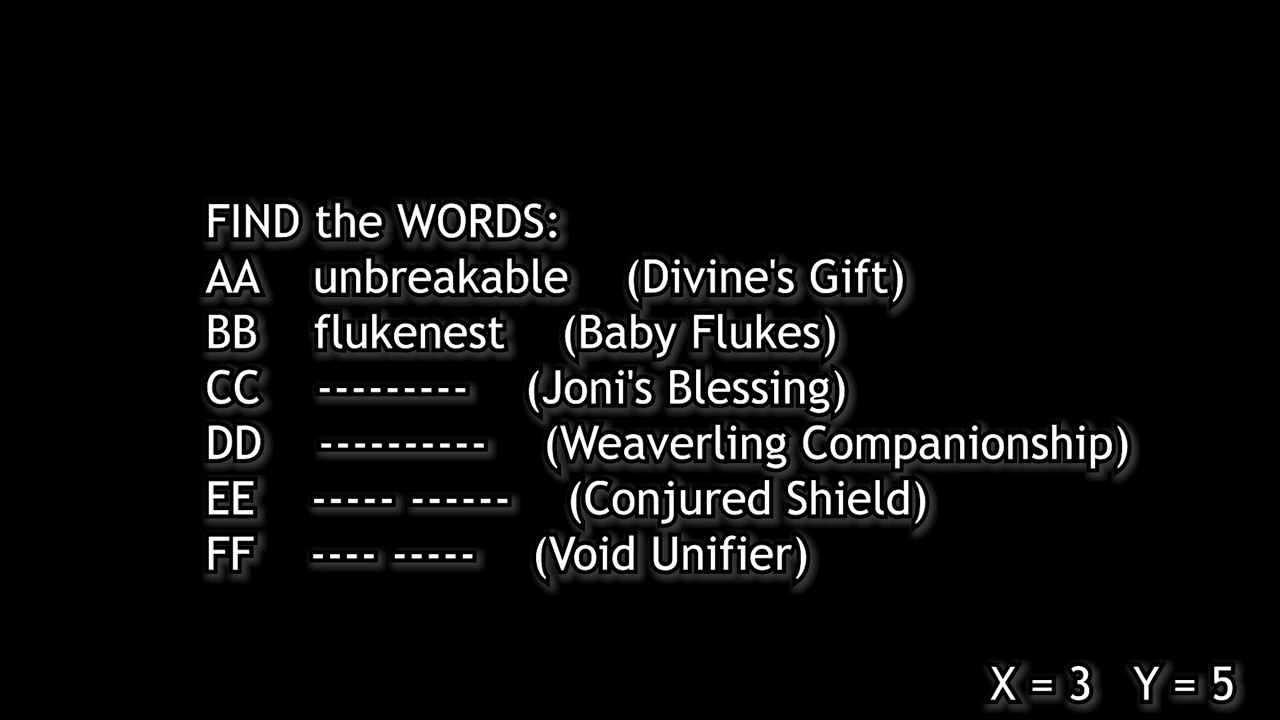 FIND the WORDS:
AA unbreakable (Divine's Gift)
BB flukenest (Baby Flukes)
CC --------- (Joni's Blessing)
DD ---------- (Weaverling Companionship)
EE ----- ------ (Conjured Shield)
FF ---- ----- (Void Unifier)
X = 3 Y = 5